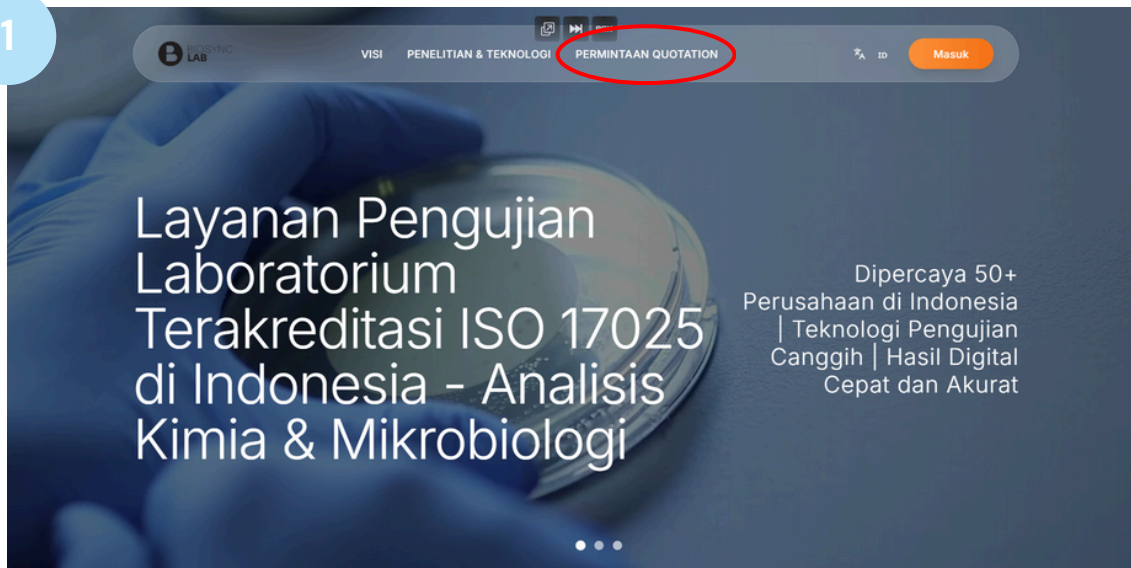 1
BIOSYNC
LAB
VISI
PENELITIAN & TEKNOLOGI
PERMINTAAN QUOTATION
ID
Masuk
Layanan Pengujian
Laboratorium
Terakreditasi ISO 17025
di Indonesia - Analisis
Kimia & Mikrobiologi
Dipercaya 50+
Perusahaan di Indonesia
| Teknologi Pengujian
Canggih | Hasil Digital
Cepat dan Akurat